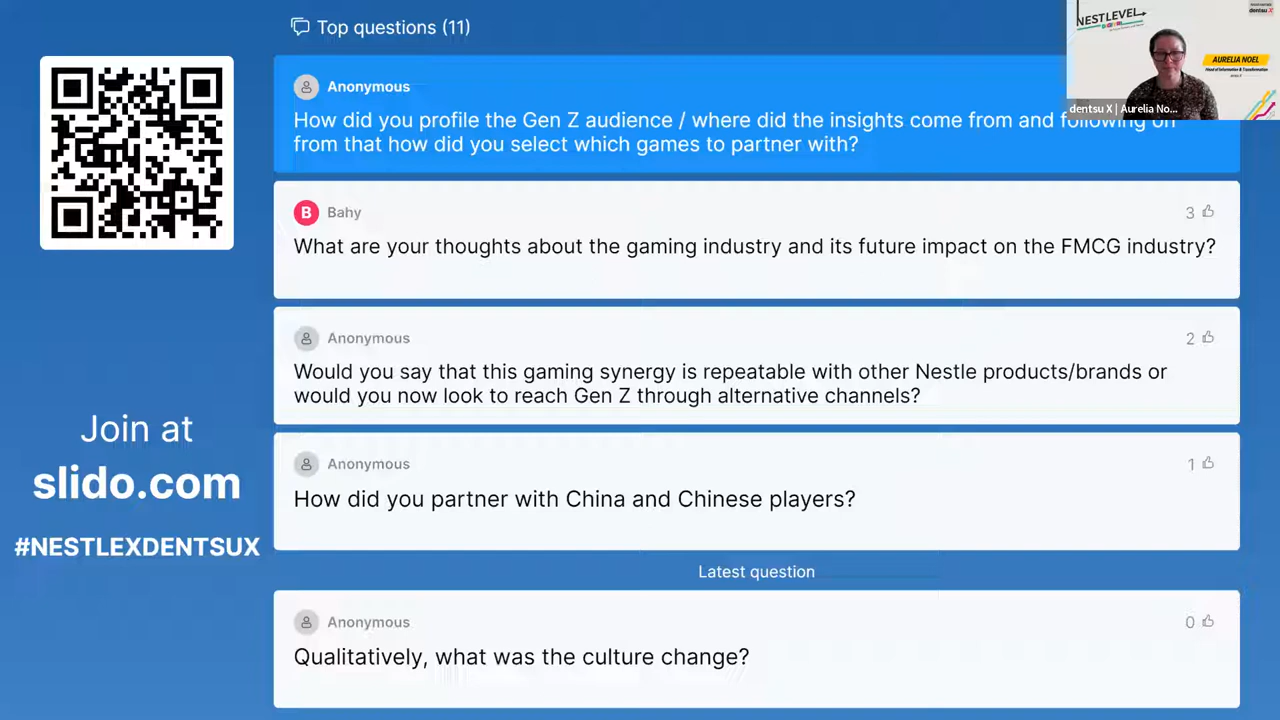 Top questions (11)
Anonymous
How did you profile the Gen Z audience / where did the insights come from and following on
from that how did you select which games to partner with?
Bahy
3
What are your thoughts about the gaming industry and its future impact on the FMCG industry?
Anonymous
2
Would you say that this gaming synergy is repeatable with other Nestle products/brands or
would you now look to reach Gen Z through alternative channels?
Anonymous
1
How did you partner with China and Chinese players?
Latest question
Anonymous
0
Qualitatively, what was the culture change?
Join at
slido.com
#NESTLEXDENTSUX
NESTLEVEL
dentsu X
AURELIA NOEL
Head of Information & Transformation
dentsu X | Aurelia No...